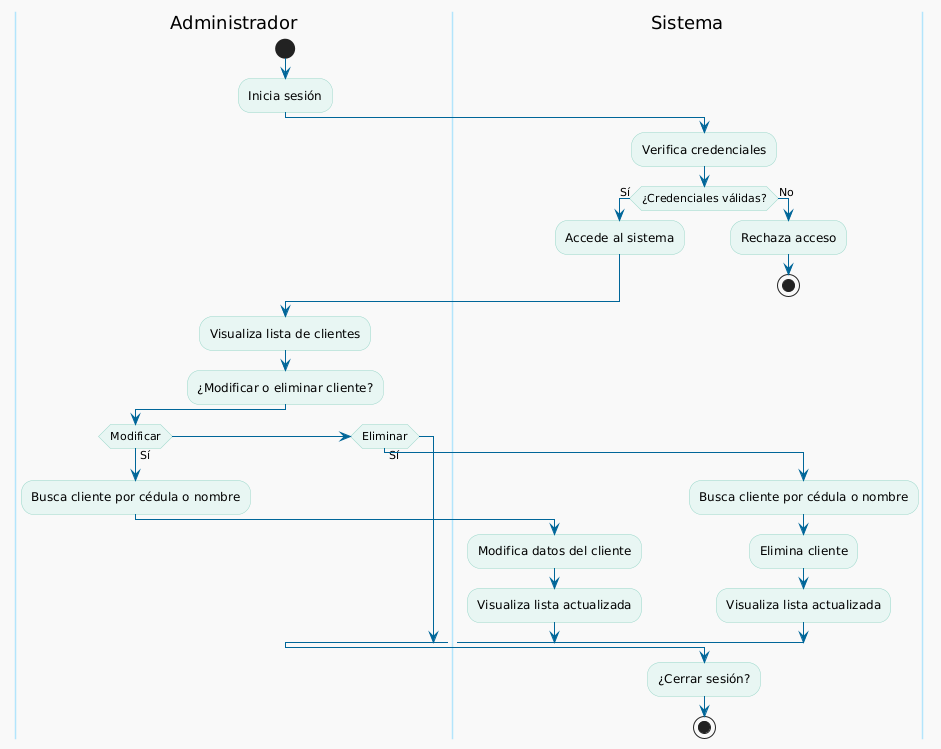 Administrador
Sistema
Inicia sesión
Verifica credenciales
Sí
¿Credenciales válidas?
No
Accede al sistema
Rechaza acceso
Visualiza lista de clientes
¿Modificar o eliminar cliente?
Modificar
Eliminar
Sí
Sí
Busca cliente por cédula o nombre
Busca cliente por cédula o nombre
Modifica datos del cliente
Elimina cliente
Visualiza lista actualizada
Visualiza lista actualizada
¿Cerrar sesión?